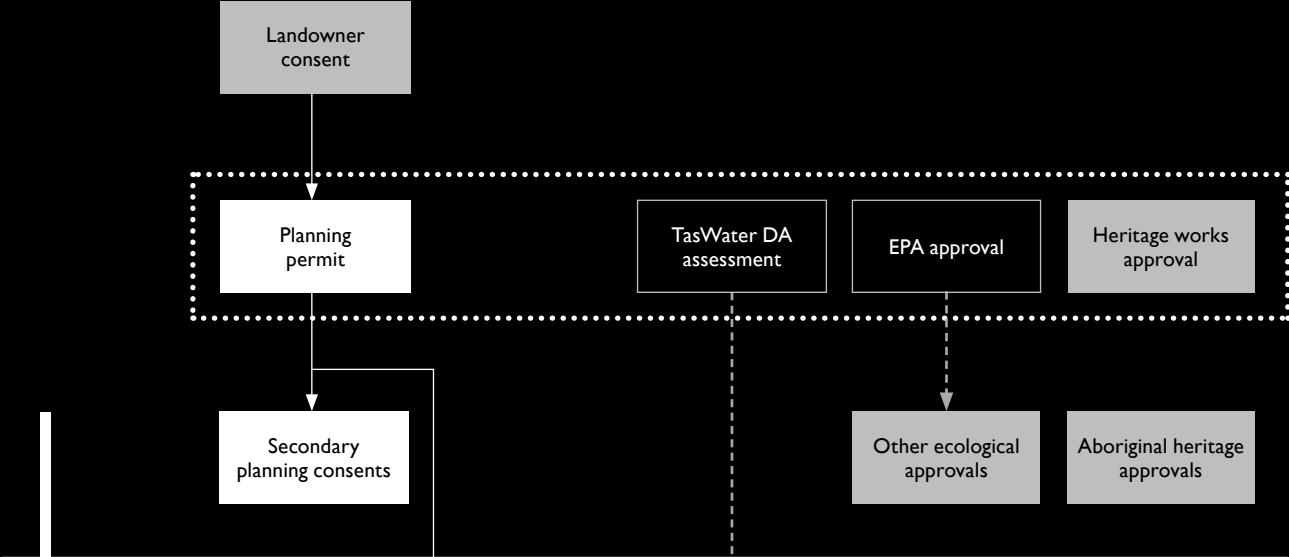 Landowner
consent
Planning
permit
TasWater DA
assessment
EPA approval
Heritage works
approval
Secondary
planning consents
Other ecological
approvals
Aboriginal heritage
approvals